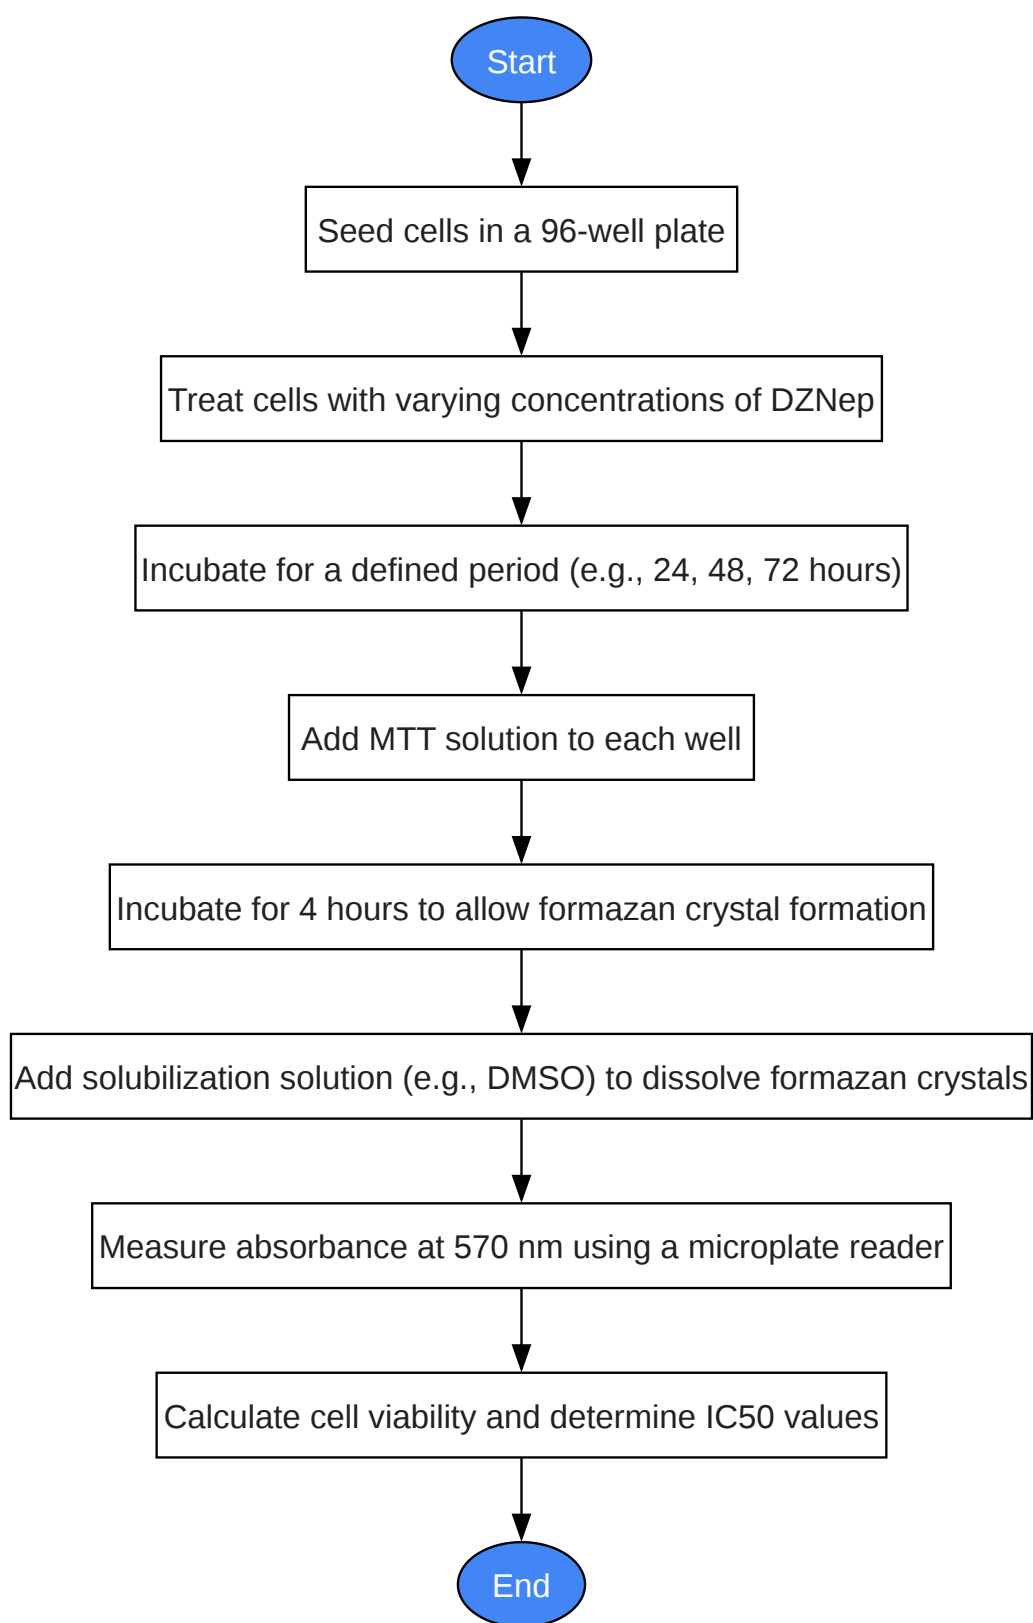 Start
Seed cells in a 96-well plate
Treat cells with varying concentrations of DZNep
Incubate for a defined period (e.g., 24, 48, 72 hours)
Add MTT solution to each well
Incubate for 4 hours to allow formazan crystal formation
Add solubilization solution (e.g., DMSO) to dissolve formazan crystals
Measure absorbance at 570 nm using a microplate reader
Calculate cell viability and determine IC50 values
End